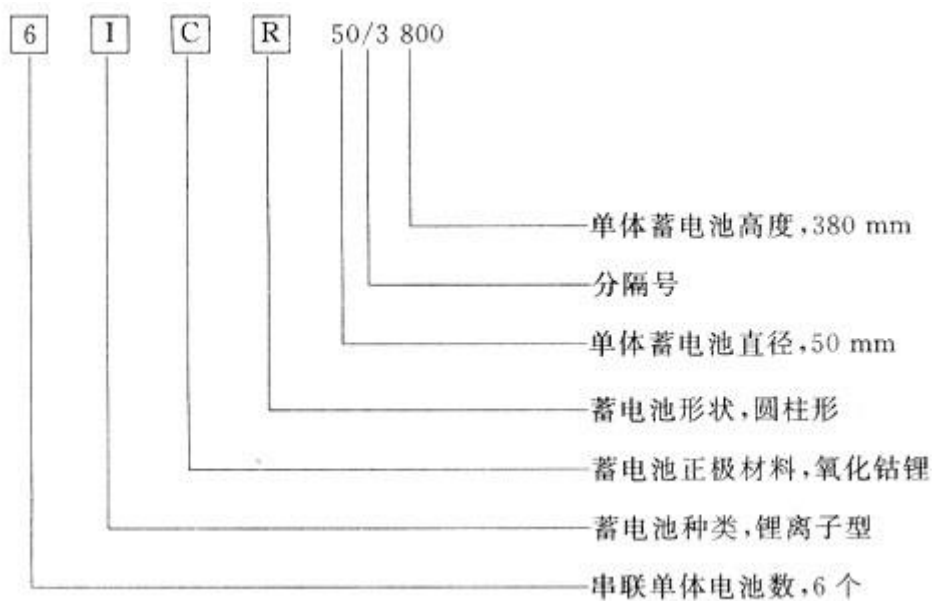 6 I C R 50/3 800
单体蓄电池高度,380 mm
分隔号
单体蓄电池直径,50 mm
蓄电池形状,圆柱形
蓄电池正极材料,氧化钴锂
蓄电池种类,锂离子型
串联单体电池数,6 个